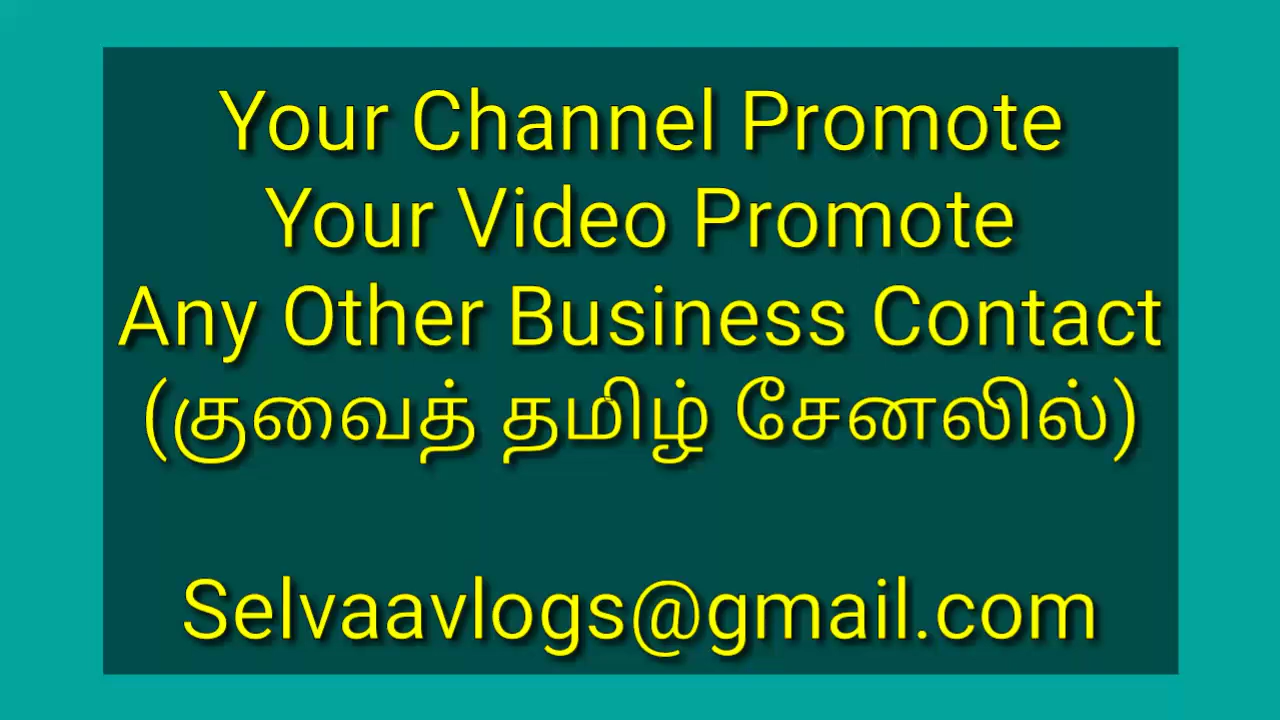 Your Channel Promote
Your Video Promote
Any Other Business Contact
(குவைத் தமிழ் சேனலில்)
Selvaavlogs@gmail.com